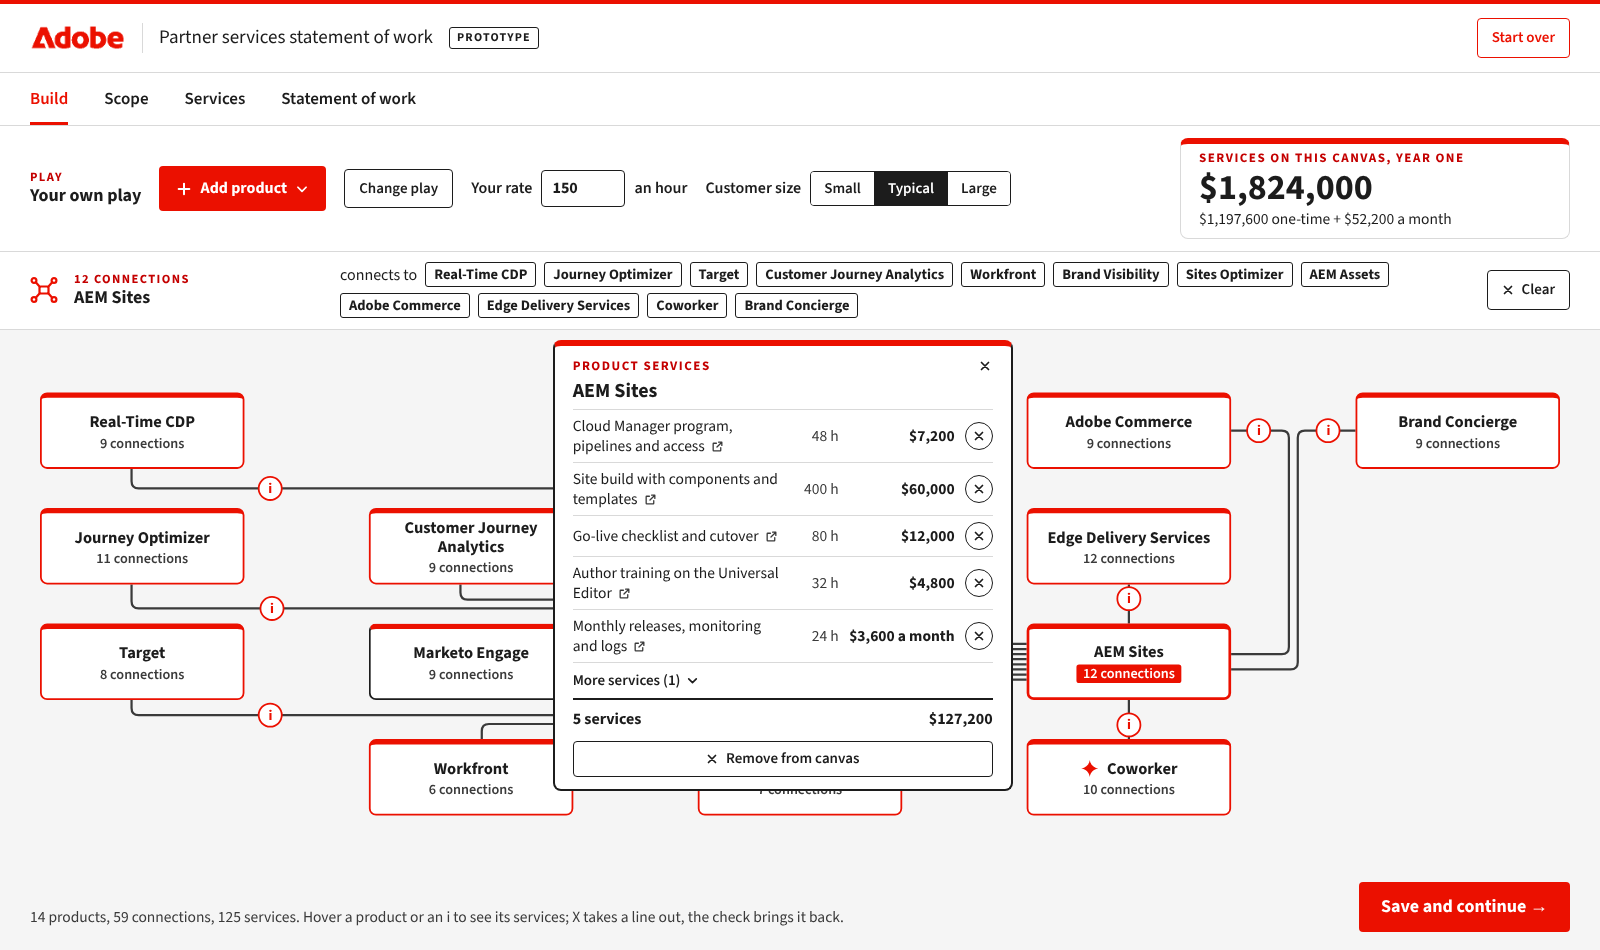 Adobe
Partner services statement of work
PROTOTYPE
Start over
Build
Scope
Services
Statement of work
PLAY
Your own play
Add product
Change play
Your rate
150
an hour
Customer size
Small
Typical
Large
SERVICES ON THIS CANVAS, YEAR ONE
$1,824,000
$1,197,600 one-time + $52,200 a month
12 CONNECTIONS
AEM Sites
connects to
Real-Time CDP
Journey Optimizer
Target
Customer Journey Analytics
Workfront
Brand Visibility
Sites Optimizer
AEM Assets
Adobe Commerce
Edge Delivery Services
Coworker
Brand Concierge
Clear
Real-Time CDP
9 connections
i
Journey Optimizer
11 connections
i
Target
8 connections
i
Customer Journey
Analytics
9 connections
Marketo Engage
9 connections
Workfront
6 connections
PRODUCT SERVICES
AEM Sites
Cloud Manager program,
pipelines and access
48 h
$7,200
Site build with components and
templates
400 h
$60,000
Go-live checklist and cutover
80 h
$12,000
Author training on the Universal
Editor
32 h
$4,800
Monthly releases, monitoring
and logs
24 h
$3,600 a month
More services (1)
5 services
$127,200
Remove from canvas
connections
Adobe Commerce
9 connections
i
i
Brand Concierge
9 connections
Edge Delivery Services
12 connections
i
AEM Sites
12 connections
i
Coworker
10 connections
14 products, 59 connections, 125 services. Hover a product or an i to see its services; X takes a line out, the check brings it back.
Save and continue →